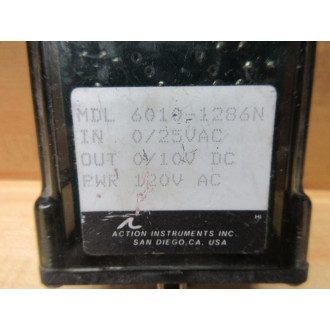 MDL 6010-1286N
IN 0/25VAC
OUT 0/10V DC
PWR 120V AC
ACTION INSTRUMENTS INC.
SAN DIEGO, CA. USA